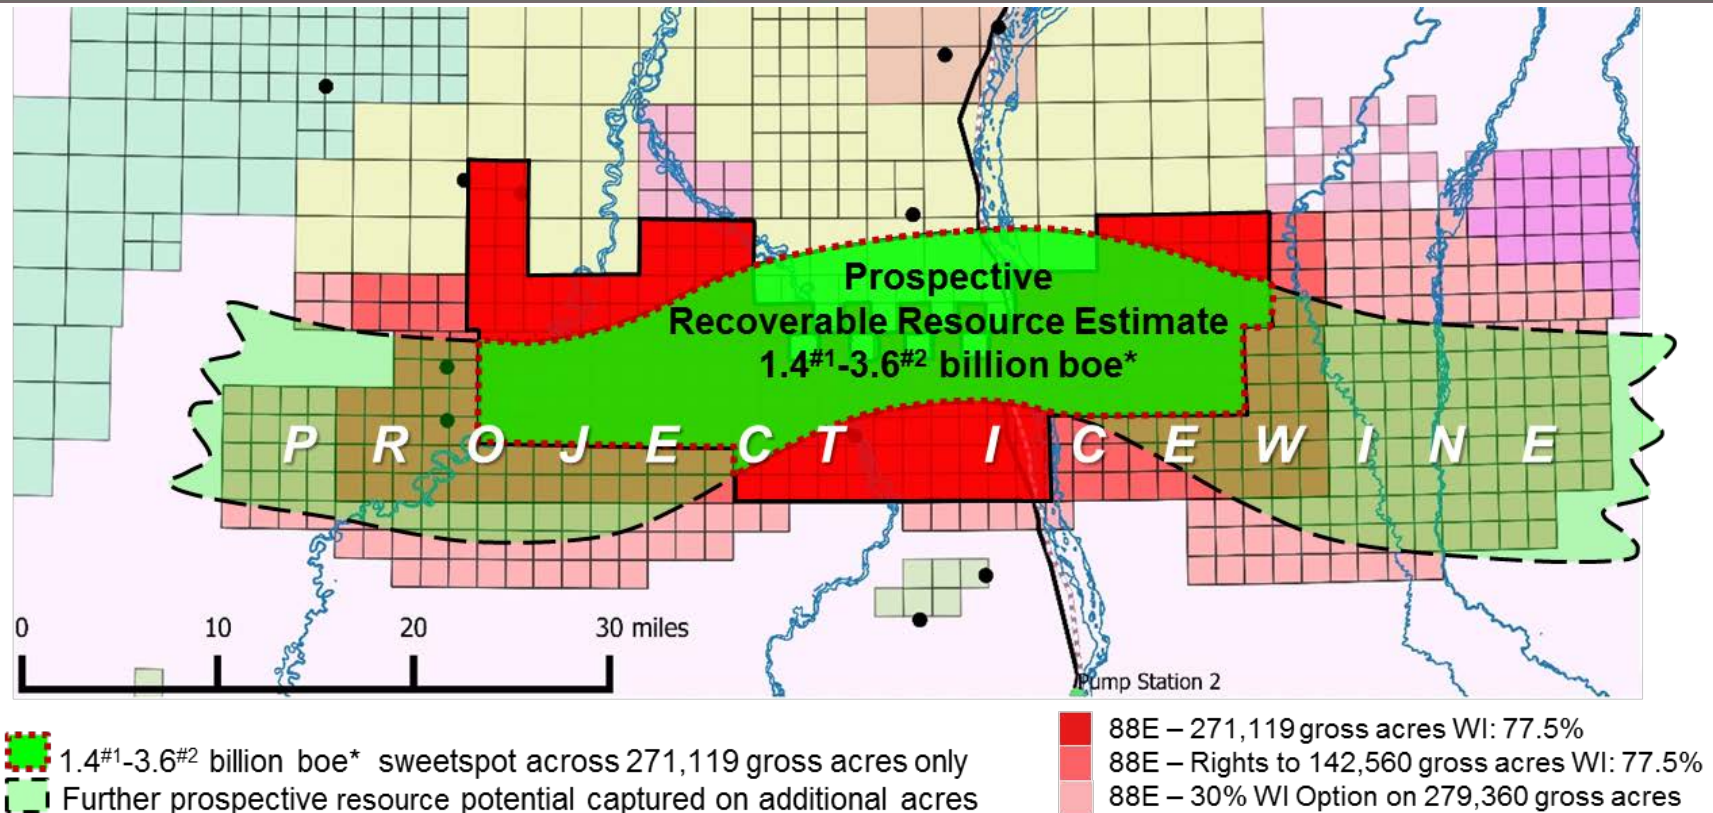 Prospective
Recoverable Resource Estimate
1.4#1-3.6#2 billion boe*
PROJECT ICEWINE
0 10 20 30 miles
Pump Station 2
1.4#1-3.6#2 billion boe* sweetspot across 271,119 gross acres only
Further prospective resource potential captured on additional acres
88E – 271,119 gross acres WI: 77.5%
88E – Rights to 142,560 gross acres WI: 77.5%
88E – 30% WI Option on 279,360 gross acres